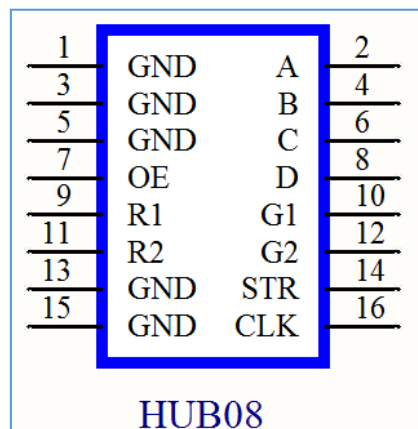 1 GND A 2
3 GND B 4
5 GND C 6
7 OE D 8
9 R1 G1 10
11 R2 G2 12
13 GND STR 14
15 GND CLK 16
HUB08